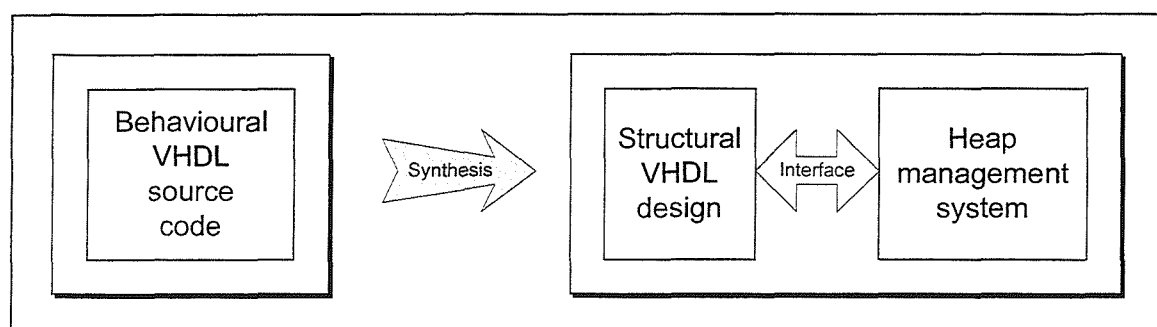 Behavioural
VHDL
source
code
Synthesis
Structural
VHDL
design
Interface
Heap
management
system